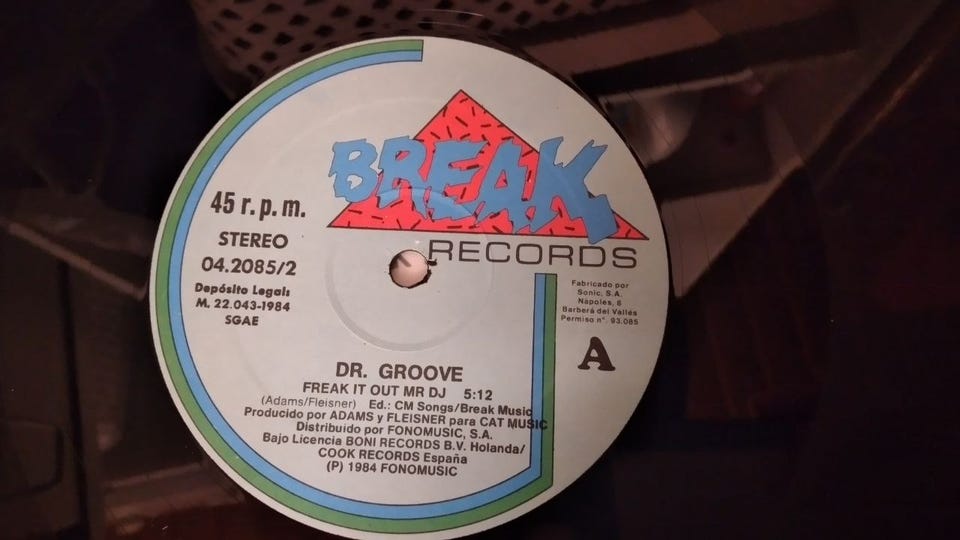 BREAK
RECORDS
45 r.p.m.
STEREO
04.2085/2
Depósito Legal:
M. 22.043-1984
SGAE
Fabricado por
Sonic, S.A.
Napoles, 8
Barberá del Vallés
Permiso n°. 93.085
A
DR. GROOVE
FREAK IT OUT MR DJ 5:12
(Adams/Fleisner) Ed.: CM Songs/Break Music
Producido por ADAMS y FLEISNER para CAT MUSIC
Distribuido por FONOMUSIC, S.A.
Bajo Licencia BONI RECORDS B.V. Holanda/
COOK RECORDS España
(P) 1984 FONOMUSIC